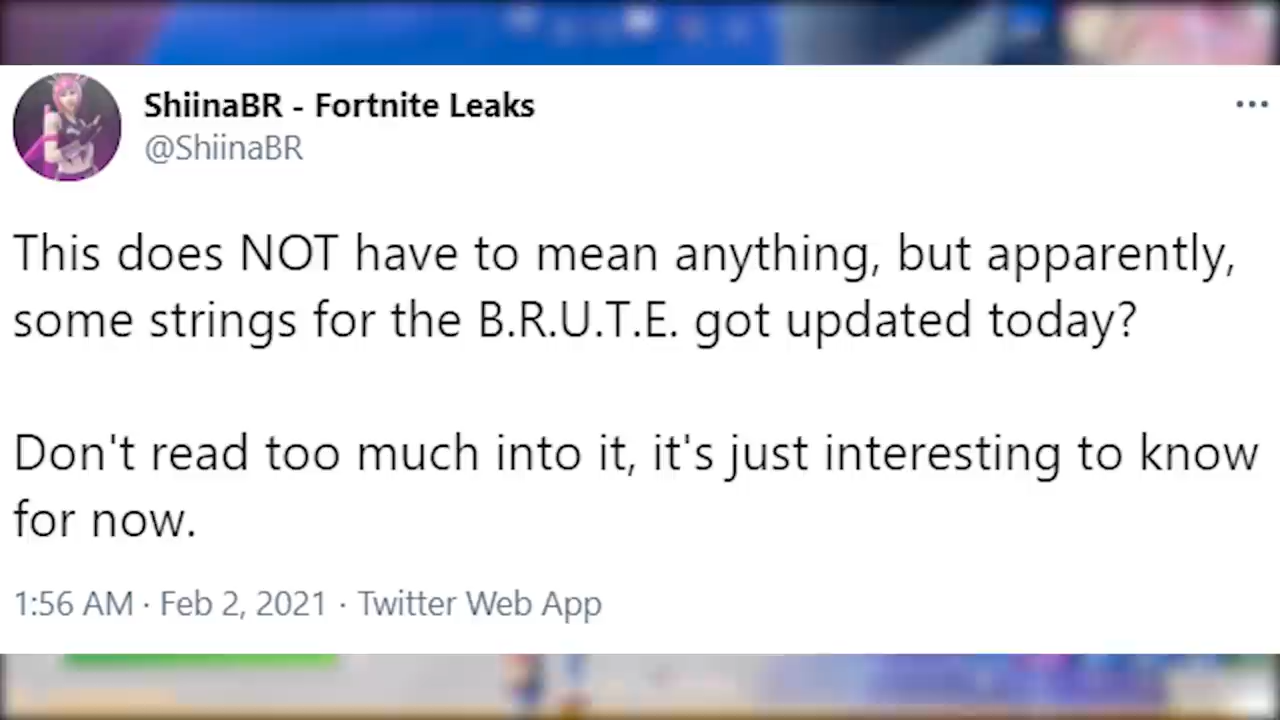 ShiinaBR - Fortnite Leaks
@ShiinaBR
This does NOT have to mean anything, but apparently,
some strings for the B.R.U.T.E. got updated today?
Don't read too much into it, it's just interesting to know
for now.
1:56 AM · Feb 2, 2021 · Twitter Web App